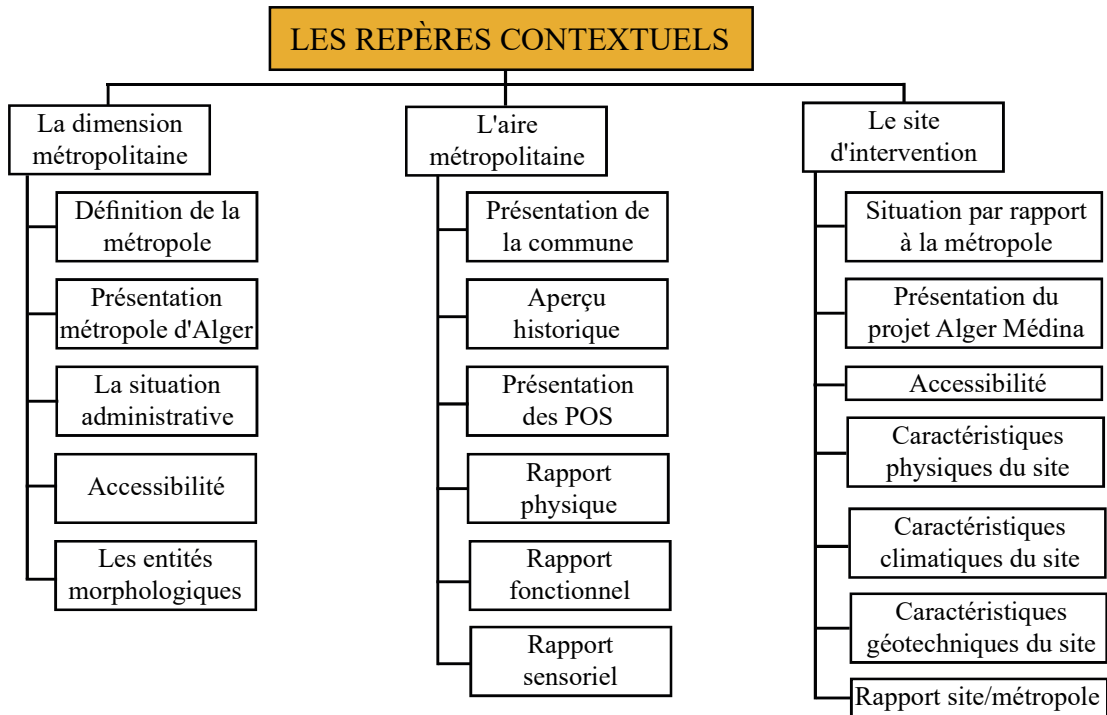 LES REPÈRES CONTEXTUELS
La dimension
métropolitaine
Définition de la
métropole
Présentation
métropole d'Alger
La situation
administrative
Accessibilité
Les entités
morphologiques
L'aire
métropolitaine
Présentation de
la commune
Aperçu
historique
Présentation
des POS
Rapport
physique
Rapport
fonctionnel
Rapport
sensoriel
Le site
d'intervention
Situation par rapport
à la métropole
Présentation du
projet Alger Médina
Accessibilité
Caractéristiques
physiques du site
Caractéristiques
climatiques du site
Caractéristiques
géotechniques du site
Rapport site/métropole